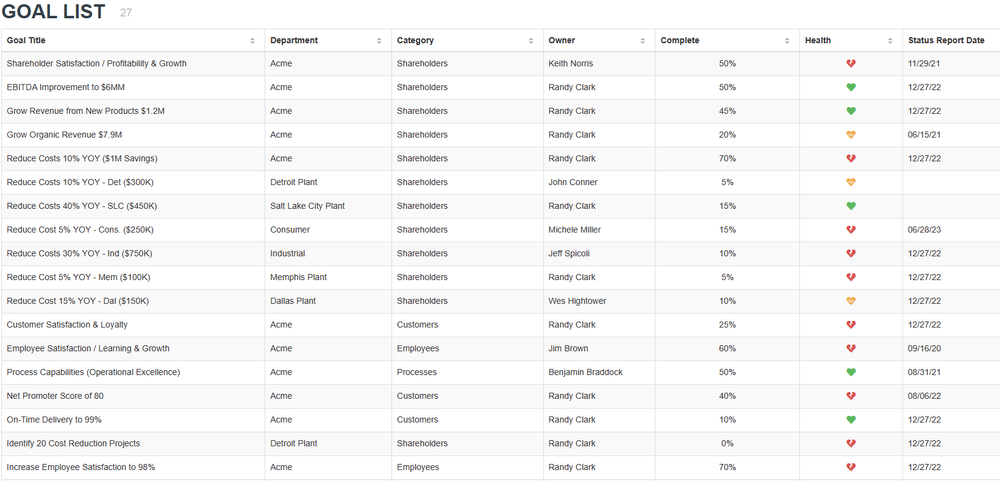 GOAL LIST 27
Goal Title Department Category Owner Complete Health Status Report Date
Shareholder Satisfaction / Profitability & Growth Acme Shareholders Keith Norris 50% 11/29/21
EBITDA Improvement to $6MM Acme Shareholders Randy Clark 50% 12/27/22
Grow Revenue from New Products $1.2M Acme Shareholders Randy Clark 45% 12/27/22
Grow Organic Revenue $7.9M Acme Shareholders Randy Clark 20% 06/15/21
Reduce Costs 10% YOY ($1M Savings) Acme Shareholders Randy Clark 70% 12/27/22
Reduce Costs 10% YOY - Det ($300K) Detroit Plant Shareholders John Conner 5%
Reduce Costs 40% YOY - SLC ($450K) Salt Lake City Plant Shareholders Randy Clark 15%
Reduce Cost 5% YOY - Cons. ($250K) Consumer Shareholders Michele Miller 15% 06/28/23
Reduce Costs 30% YOY - Ind ($750K) Industrial Shareholders Jeff Spicoli 10% 12/27/22
Reduce Cost 5% YOY - Mem ($100K) Memphis Plant Shareholders Randy Clark 5% 12/27/22
Reduce Cost 15% YOY - Dal ($150K) Dallas Plant Shareholders Wes Hightower 10% 12/27/22
Customer Satisfaction & Loyalty Acme Customers Randy Clark 25% 12/27/22
Employee Satisfaction / Learning & Growth Acme Employees Jim Brown 60% 09/16/20
Process Capabilities (Operational Excellence) Acme Processes Benjamin Braddock 50% 08/31/21
Net Promoter Score of 80 Acme Customers Randy Clark 40% 08/06/22
On-Time Delivery to 99% Acme Customers Randy Clark 10% 12/27/22
Identify 20 Cost Reduction Projects Detroit Plant Shareholders Randy Clark 0% 12/27/22
Increase Employee Satisfaction to 98% Acme Employees Randy Clark 70% 12/27/22